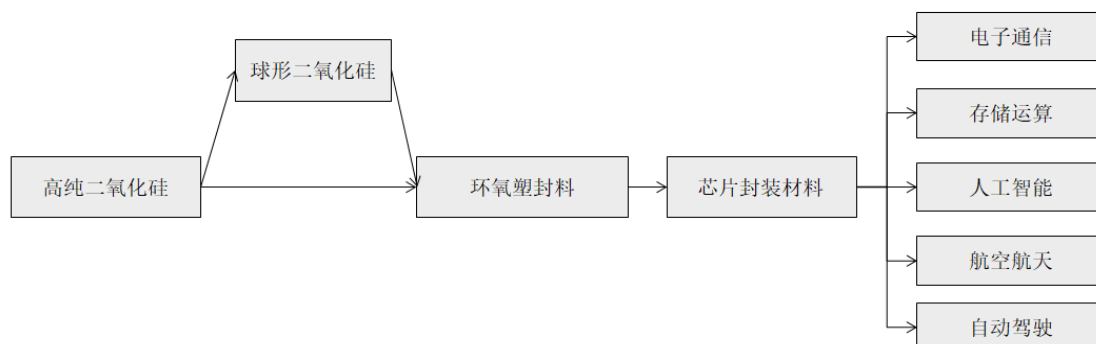 球形二氧化硅
高纯二氧化硅
环氧塑封料
芯片封装材料
电子通信
存储运算
人工智能
航空航天
自动驾驶